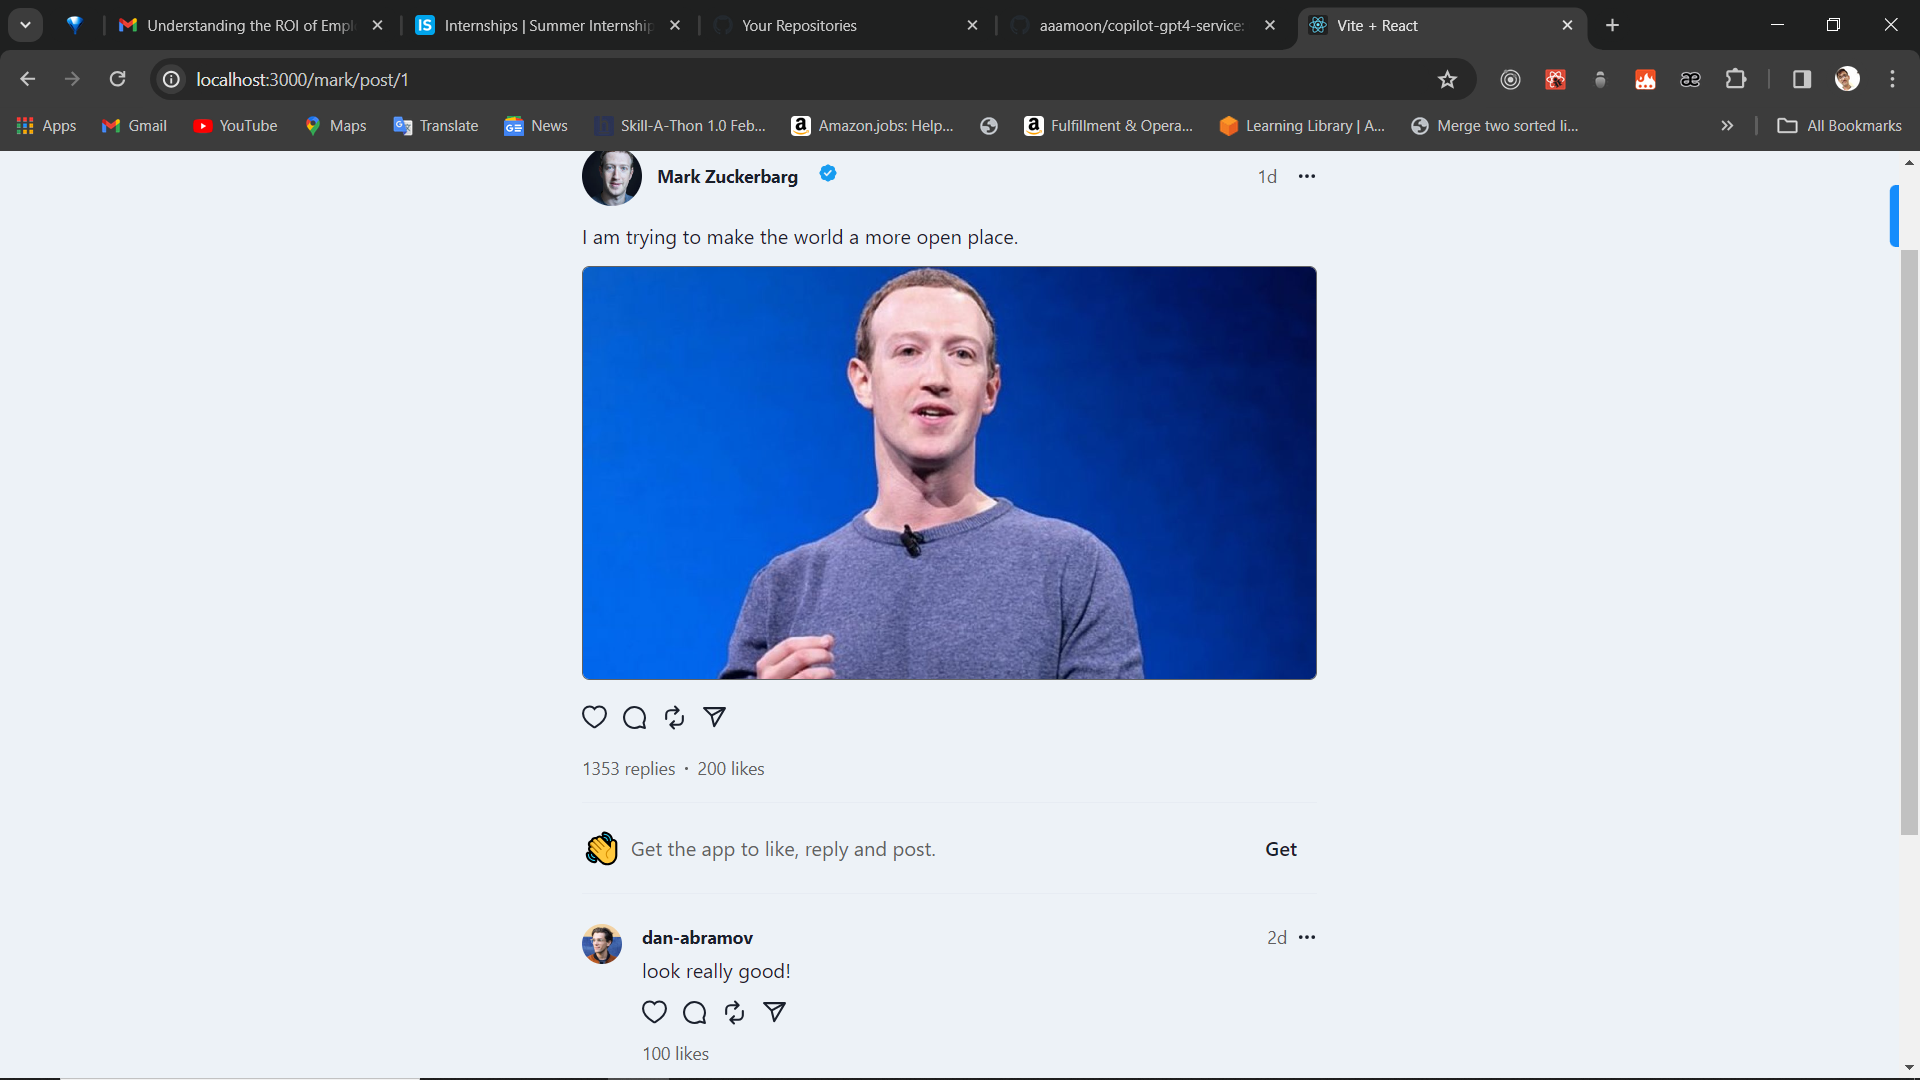 Understanding the ROI of Empl
Internships | Summer Internship
Your Repositories
aaamoon/copilot-gpt4-service:
Vite + React
localhost:3000/mark/post/1
Apps
Gmail
YouTube
Maps
Translate
News
Skill-A-Thon 1.0 Feb...
Amazon.jobs: Help...
Fulfillment & Opera...
Learning Library | A...
Merge two sorted li...
All Bookmarks
Mark Zuckerbarg
1d
I am trying to make the world a more open place.
1353 replies · 200 likes
Get the app to like, reply and post.
Get
dan-abramov
2d
look really good!
100 likes